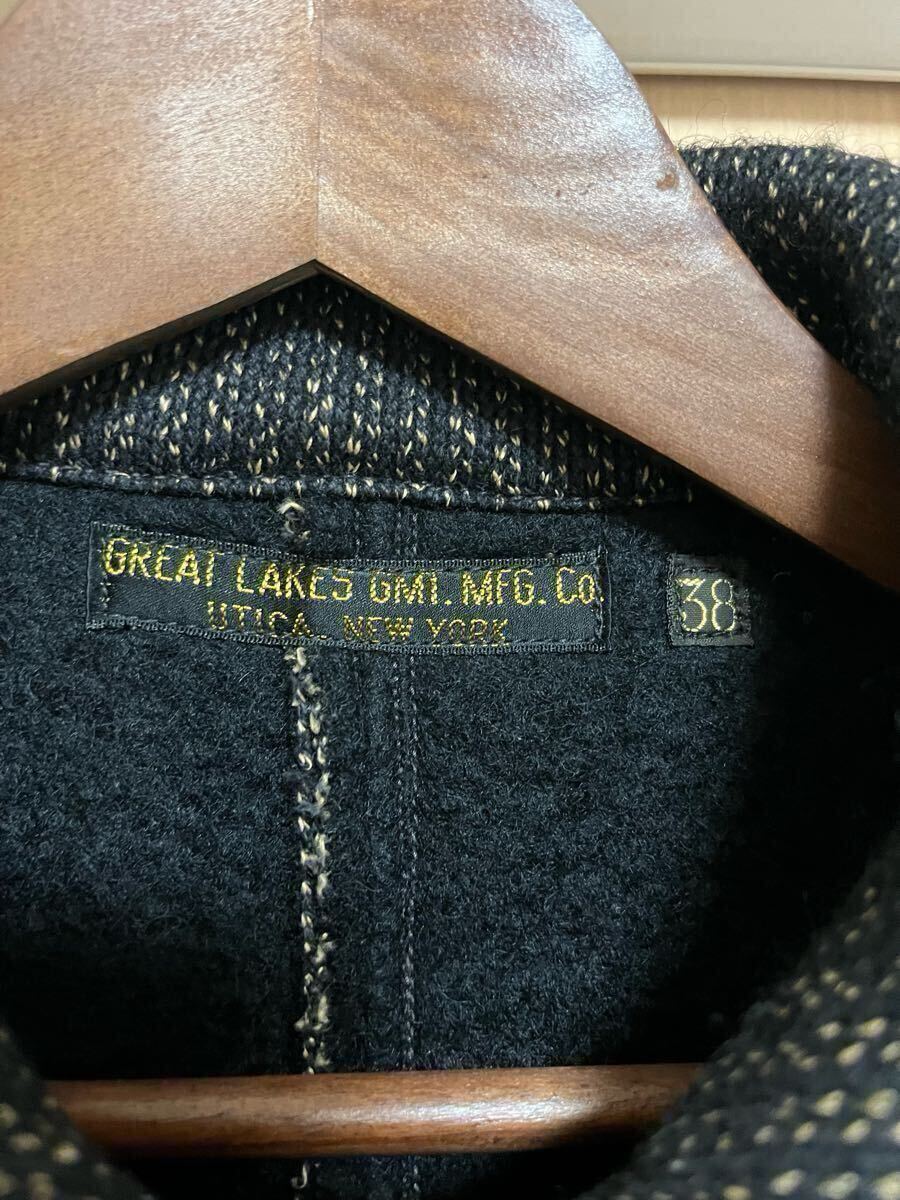 GREAT LAKES GMT. MFG. Co.
UTICA, NEW YORK
38